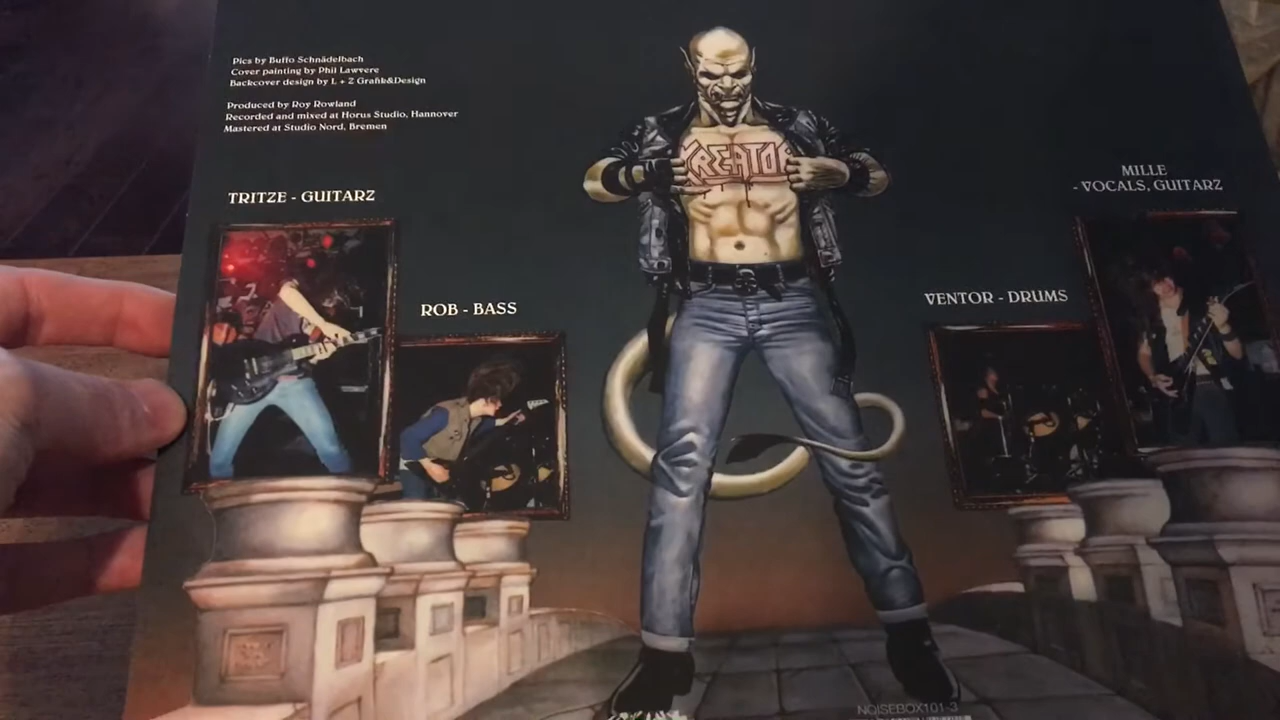 Pics by Buffo Schnädelbach
Cover painting by Phil Lawvere
Backcover design by L + Z Grafik&Design
Produced by Roy Rowland
Recorded and mixed at Horus Studio, Hannover
Mastered at Studio Nord, Bremen
TRITZE - GUITARZ
ROB - BASS
KREATOR
VENTOR - DRUMS
MILLE
- VOCALS, GUITARZ
NOISEBOX101-3